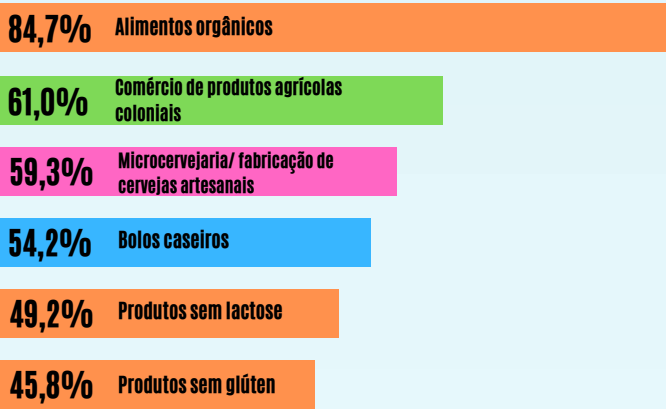 84,7% Alimentos orgânicos
61,0% Comércio de produtos agrícolas
coloniais
59,3% Microcervejaria/ fabricação de
cervejas artesanais
54,2% Bolos caseiros
49,2% Produtos sem lactose
45,8% Produtos sem glúten